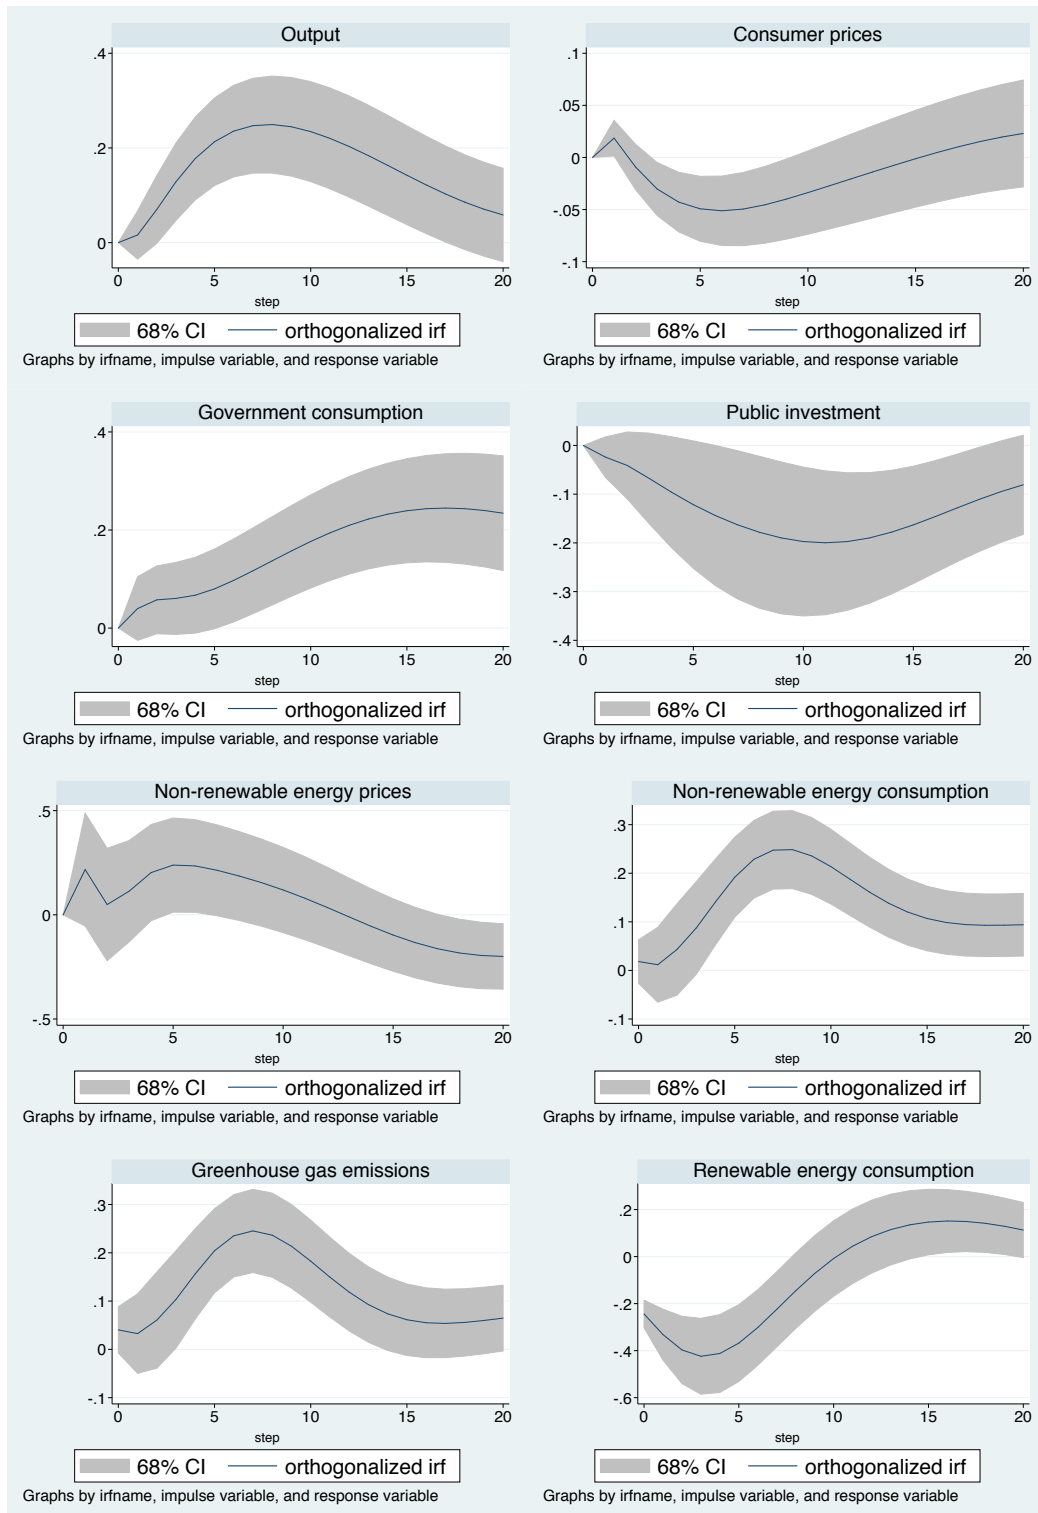 Output
.4
.2
0
0 5 10 15 20
step
68% CI orthogonalized irf
Graphs by irfname, impulse variable, and response variable
Consumer prices
.1
.05
0
-.05
-.1
0 5 10 15 20
step
68% CI orthogonalized irf
Graphs by irfname, impulse variable, and response variable
Government consumption
.4
.2
0
0 5 10 15 20
step
68% CI orthogonalized irf
Graphs by irfname, impulse variable, and response variable
Public investment
0
-.1
-.2
-.3
-.4
0 5 10 15 20
step
68% CI orthogonalized irf
Graphs by irfname, impulse variable, and response variable
Non-renewable energy prices
.5
0
-.5
0 5 10 15 20
step
68% CI orthogonalized irf
Graphs by irfname, impulse variable, and response variable
Non-renewable energy consumption
.3
.2
.1
0
-.1
0 5 10 15 20
step
68% CI orthogonalized irf
Graphs by irfname, impulse variable, and response variable
Greenhouse gas emissions
.3
.2
.1
0
-.1
0 5 10 15 20
step
68% CI orthogonalized irf
Graphs by irfname, impulse variable, and response variable
Renewable energy consumption
.2
0
-.2
-.4
-.6
0 5 10 15 20
step
68% CI orthogonalized irf
Graphs by irfname, impulse variable, and response variable